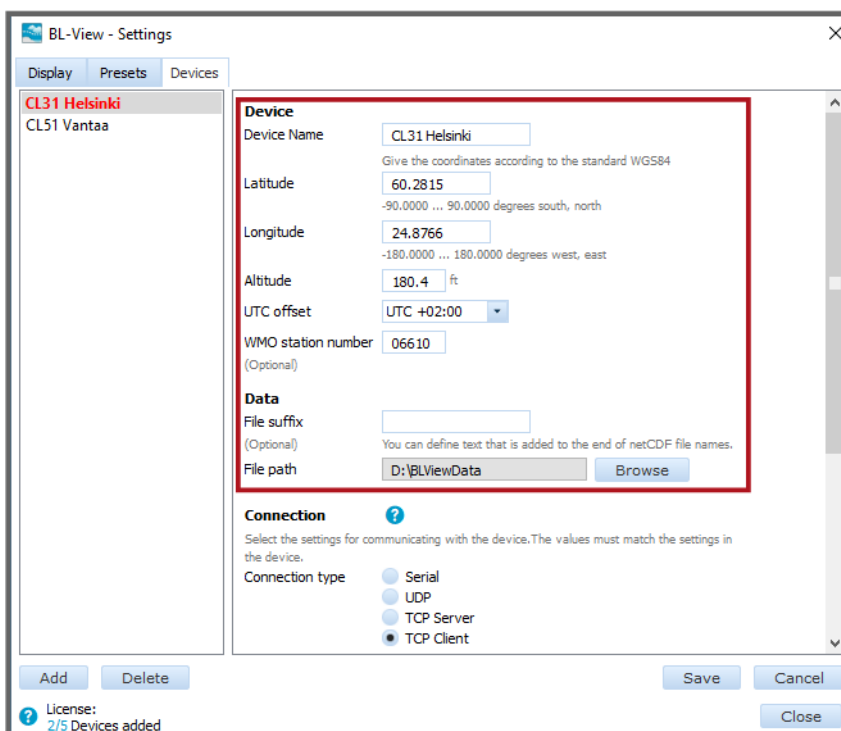 BL-View - Settings
Display Presets Devices
CL31 Helsinki
CL51 Vantaa
Device
Device Name CL31 Helsinki
Give the coordinates according to the standard WGS84
Latitude 60.2815
-90.0000 ... 90.0000 degrees south, north
Longitude 24.8766
-180.0000 ... 180.0000 degrees west, east
Altitude 180.4 ft
UTC offset UTC +02:00
WMO station number 06610
(Optional)
Data
File suffix
(Optional) You can define text that is added to the end of netCDF file names.
File path D:\BLViewData Browse
Connection ?
Select the settings for communicating with the device.The values must match the settings in
the device.
Connection type Serial
UDP
TCP Server
TCP Client
Add Delete Save Cancel
? License:
2/5 Devices added Close